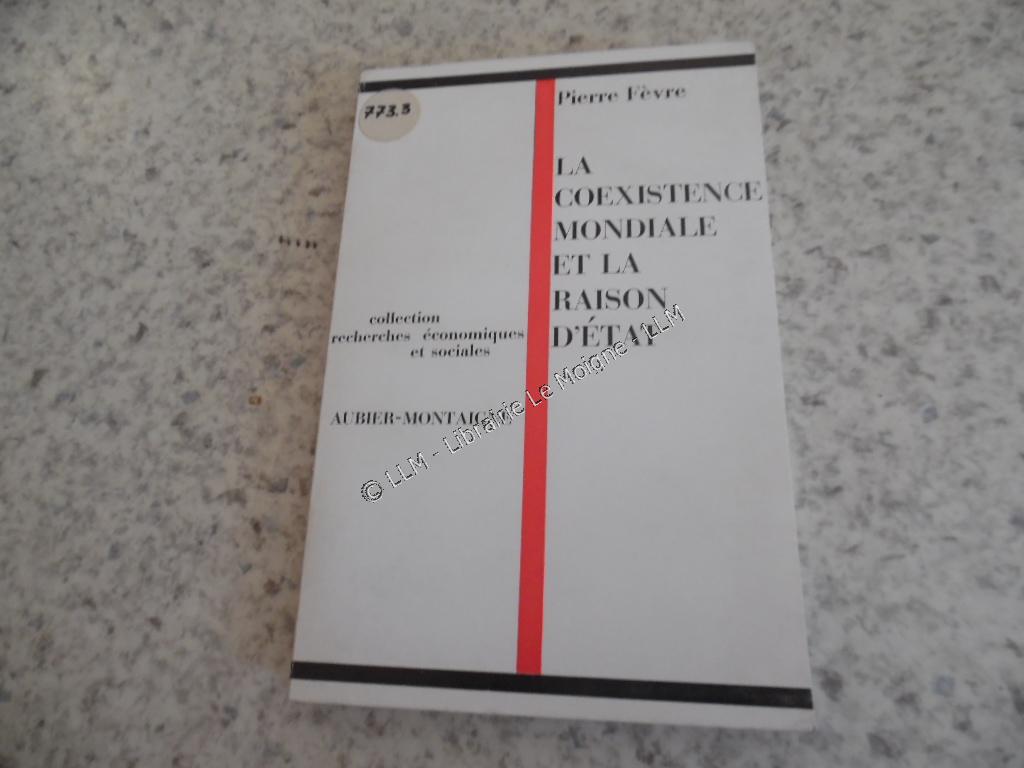 773.3
Pierre Fèvre
LA
COEXISTENCE
MONDIALE
ET LA
RAISON
D'ÉTAT
collection
recherches économiques
et sociales
AUBIER-MONTAIGNE
© LLM - Librairie Le Moigne - LLM